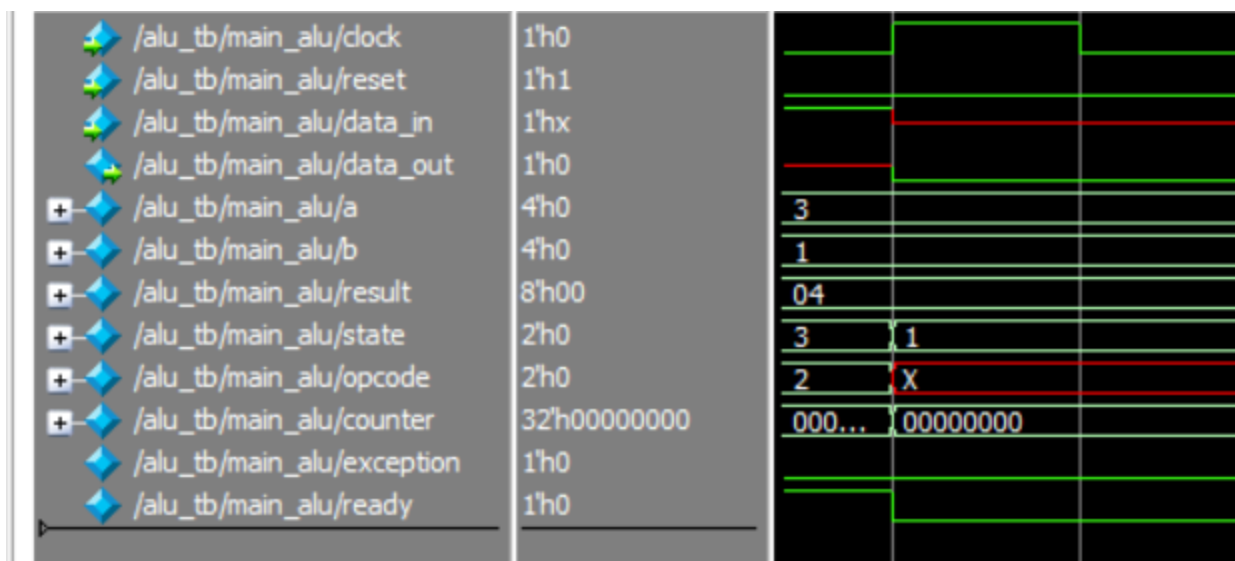 /alu_tb/main_alu/clock 1'h0
/alu_tb/main_alu/reset 1'h1
/alu_tb/main_alu/data_in 1'hx
/alu_tb/main_alu/data_out 1'h0
/alu_tb/main_alu/a 4'h0 3
/alu_tb/main_alu/b 4'h0 1
/alu_tb/main_alu/result 8'h00 04
/alu_tb/main_alu/state 2'h0 3 1
/alu_tb/main_alu/opcode 2'h0 2 X
/alu_tb/main_alu/counter 32'h00000000 000... 00000000
/alu_tb/main_alu/exception 1'h0
/alu_tb/main_alu/ready 1'h0